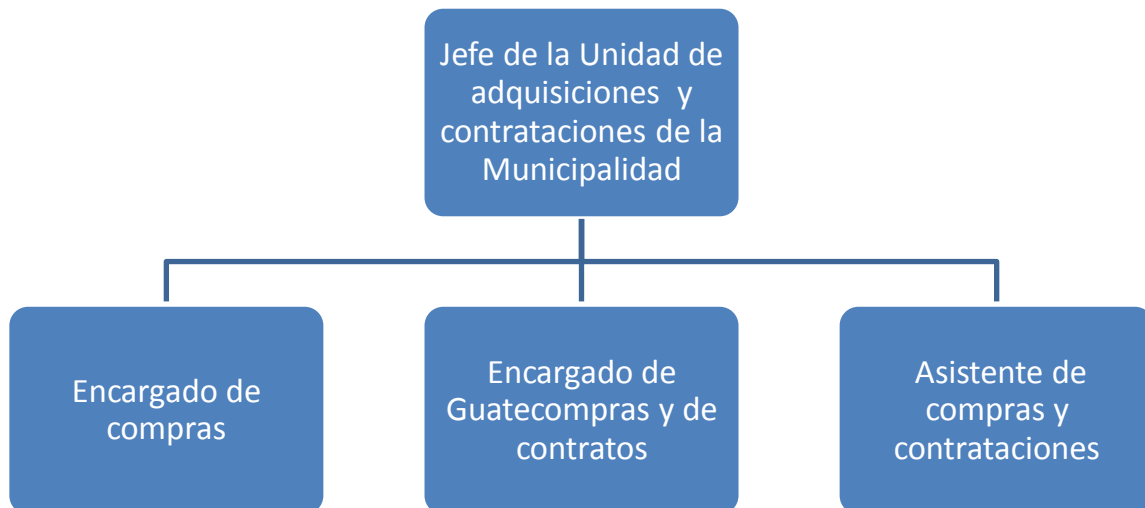 Jefe de la Unidad de
adquisiciones  y
contrataciones de la
Municipalidad
Encargado de
compras
Encargado de
Guatecompras y de
contratos
Asistente de
compras y
contrataciones